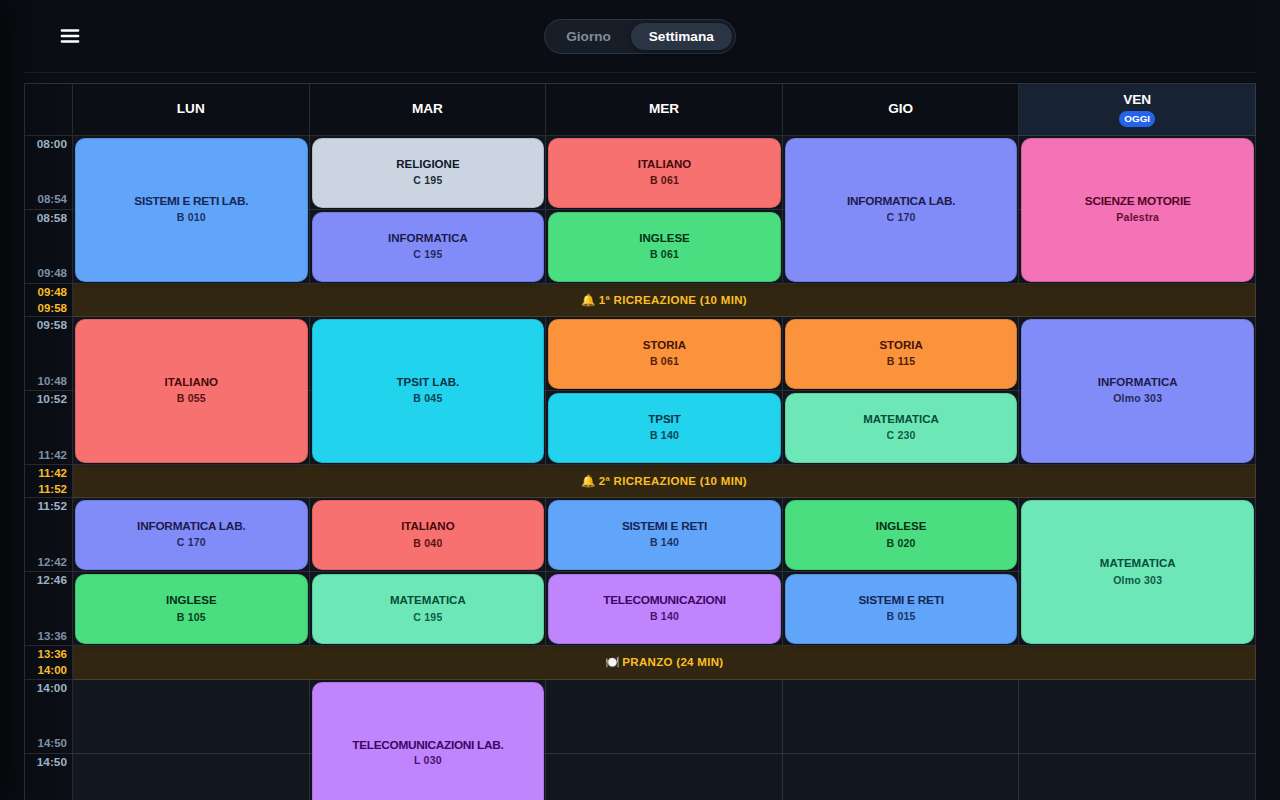 Giorno Settimana
LUN MAR MER GIO VEN
OGGI
08:00
08:54
08:58
09:48
SISTEMI E RETI LAB.
B 010
RELIGIONE
C 195
INFORMATICA
C 195
ITALIANO
B 061
INGLESE
B 061
INFORMATICA LAB.
C 170
SCIENZE MOTORIE
Palestra
09:48
09:58
🔔 1ª RICREAZIONE (10 MIN)
09:58
10:48
10:52
11:42
ITALIANO
B 055
TPSIT LAB.
B 045
STORIA
B 061
TPSIT
B 140
STORIA
B 115
MATEMATICA
C 230
INFORMATICA
Olmo 303
11:42
11:52
🔔 2ª RICREAZIONE (10 MIN)
11:52
12:42
12:46
13:36
INFORMATICA LAB.
C 170
INGLESE
B 105
ITALIANO
B 040
MATEMATICA
C 195
SISTEMI E RETI
B 140
TELECOMUNICAZIONI
B 140
INGLESE
B 020
SISTEMI E RETI
B 015
MATEMATICA
Olmo 303
13:36
14:00
🍽️ PRANZO (24 MIN)
14:00
14:50
14:50
TELECOMUNICAZIONI LAB.
L 030